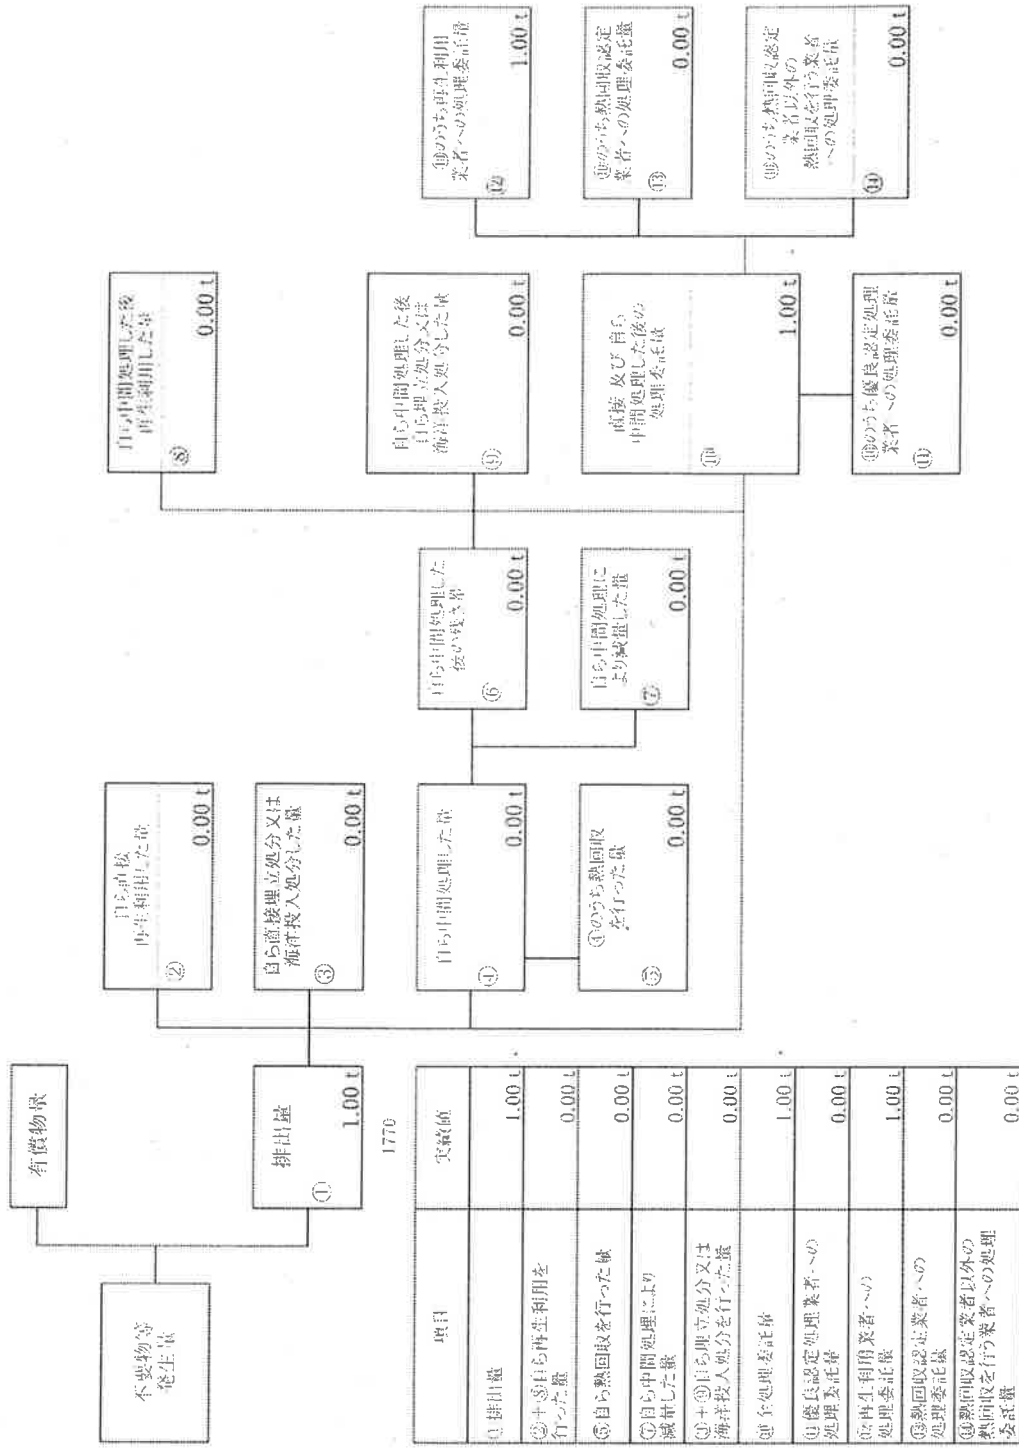 不要物等
発生量
有償物量
排出量
① 1.00 t
1770
自ら直接
再生利用した量
② 0.00 t
自ら直接埋立処分又は
海洋投入処分した量
③ 0.00 t
自ら中間処理した量
④ 0.00 t
④のうち熱回収
を行った量
⑤ 0.00 t
自ら中間処理した
後の残さ量
⑥ 0.00 t
自ら中間処理に
より減量した量
⑦ 0.00 t
自ら中間処理した後
再生利用した量
⑧ 0.00 t
自ら中間処理した後
自ら埋立処分又は
海洋投入処分した量
⑨ 0.00 t
直接及び自ら
中間処理した後の
処理委託量
⑩ 1.00 t
⑩のうち優良認定処理
業者への処理委託量
⑪ 0.00 t
⑩のうち再生利用
業者への処理委託量
⑫ 1.00 t
⑩のうち熱回収認定
業者への処理委託量
⑬ 0.00 t
⑩のうち熱回収認定
業者以外の
熱回収を行う業者
への処理委託量
⑭ 0.00 t
項目 実績値
①排出量 1.00 t
②+⑧自ら再生利用を
行った量 0.00 t
⑤自ら熱回収を行った量 0.00 t
⑦自ら中間処理により
減量した量 0.00 t
③+⑨自ら埋立処分又は
海洋投入処分を行った量 0.00 t
⑩全処理委託量 1.00 t
⑪優良認定処理業者への
処理委託量 0.00 t
⑫再生利用業者への
処理委託量 1.00 t
⑬熱回収認定業者への
処理委託量 0.00 t
⑭熱回収認定業者以外の
熱回収を行う業者への処理
委託量 0.00 t